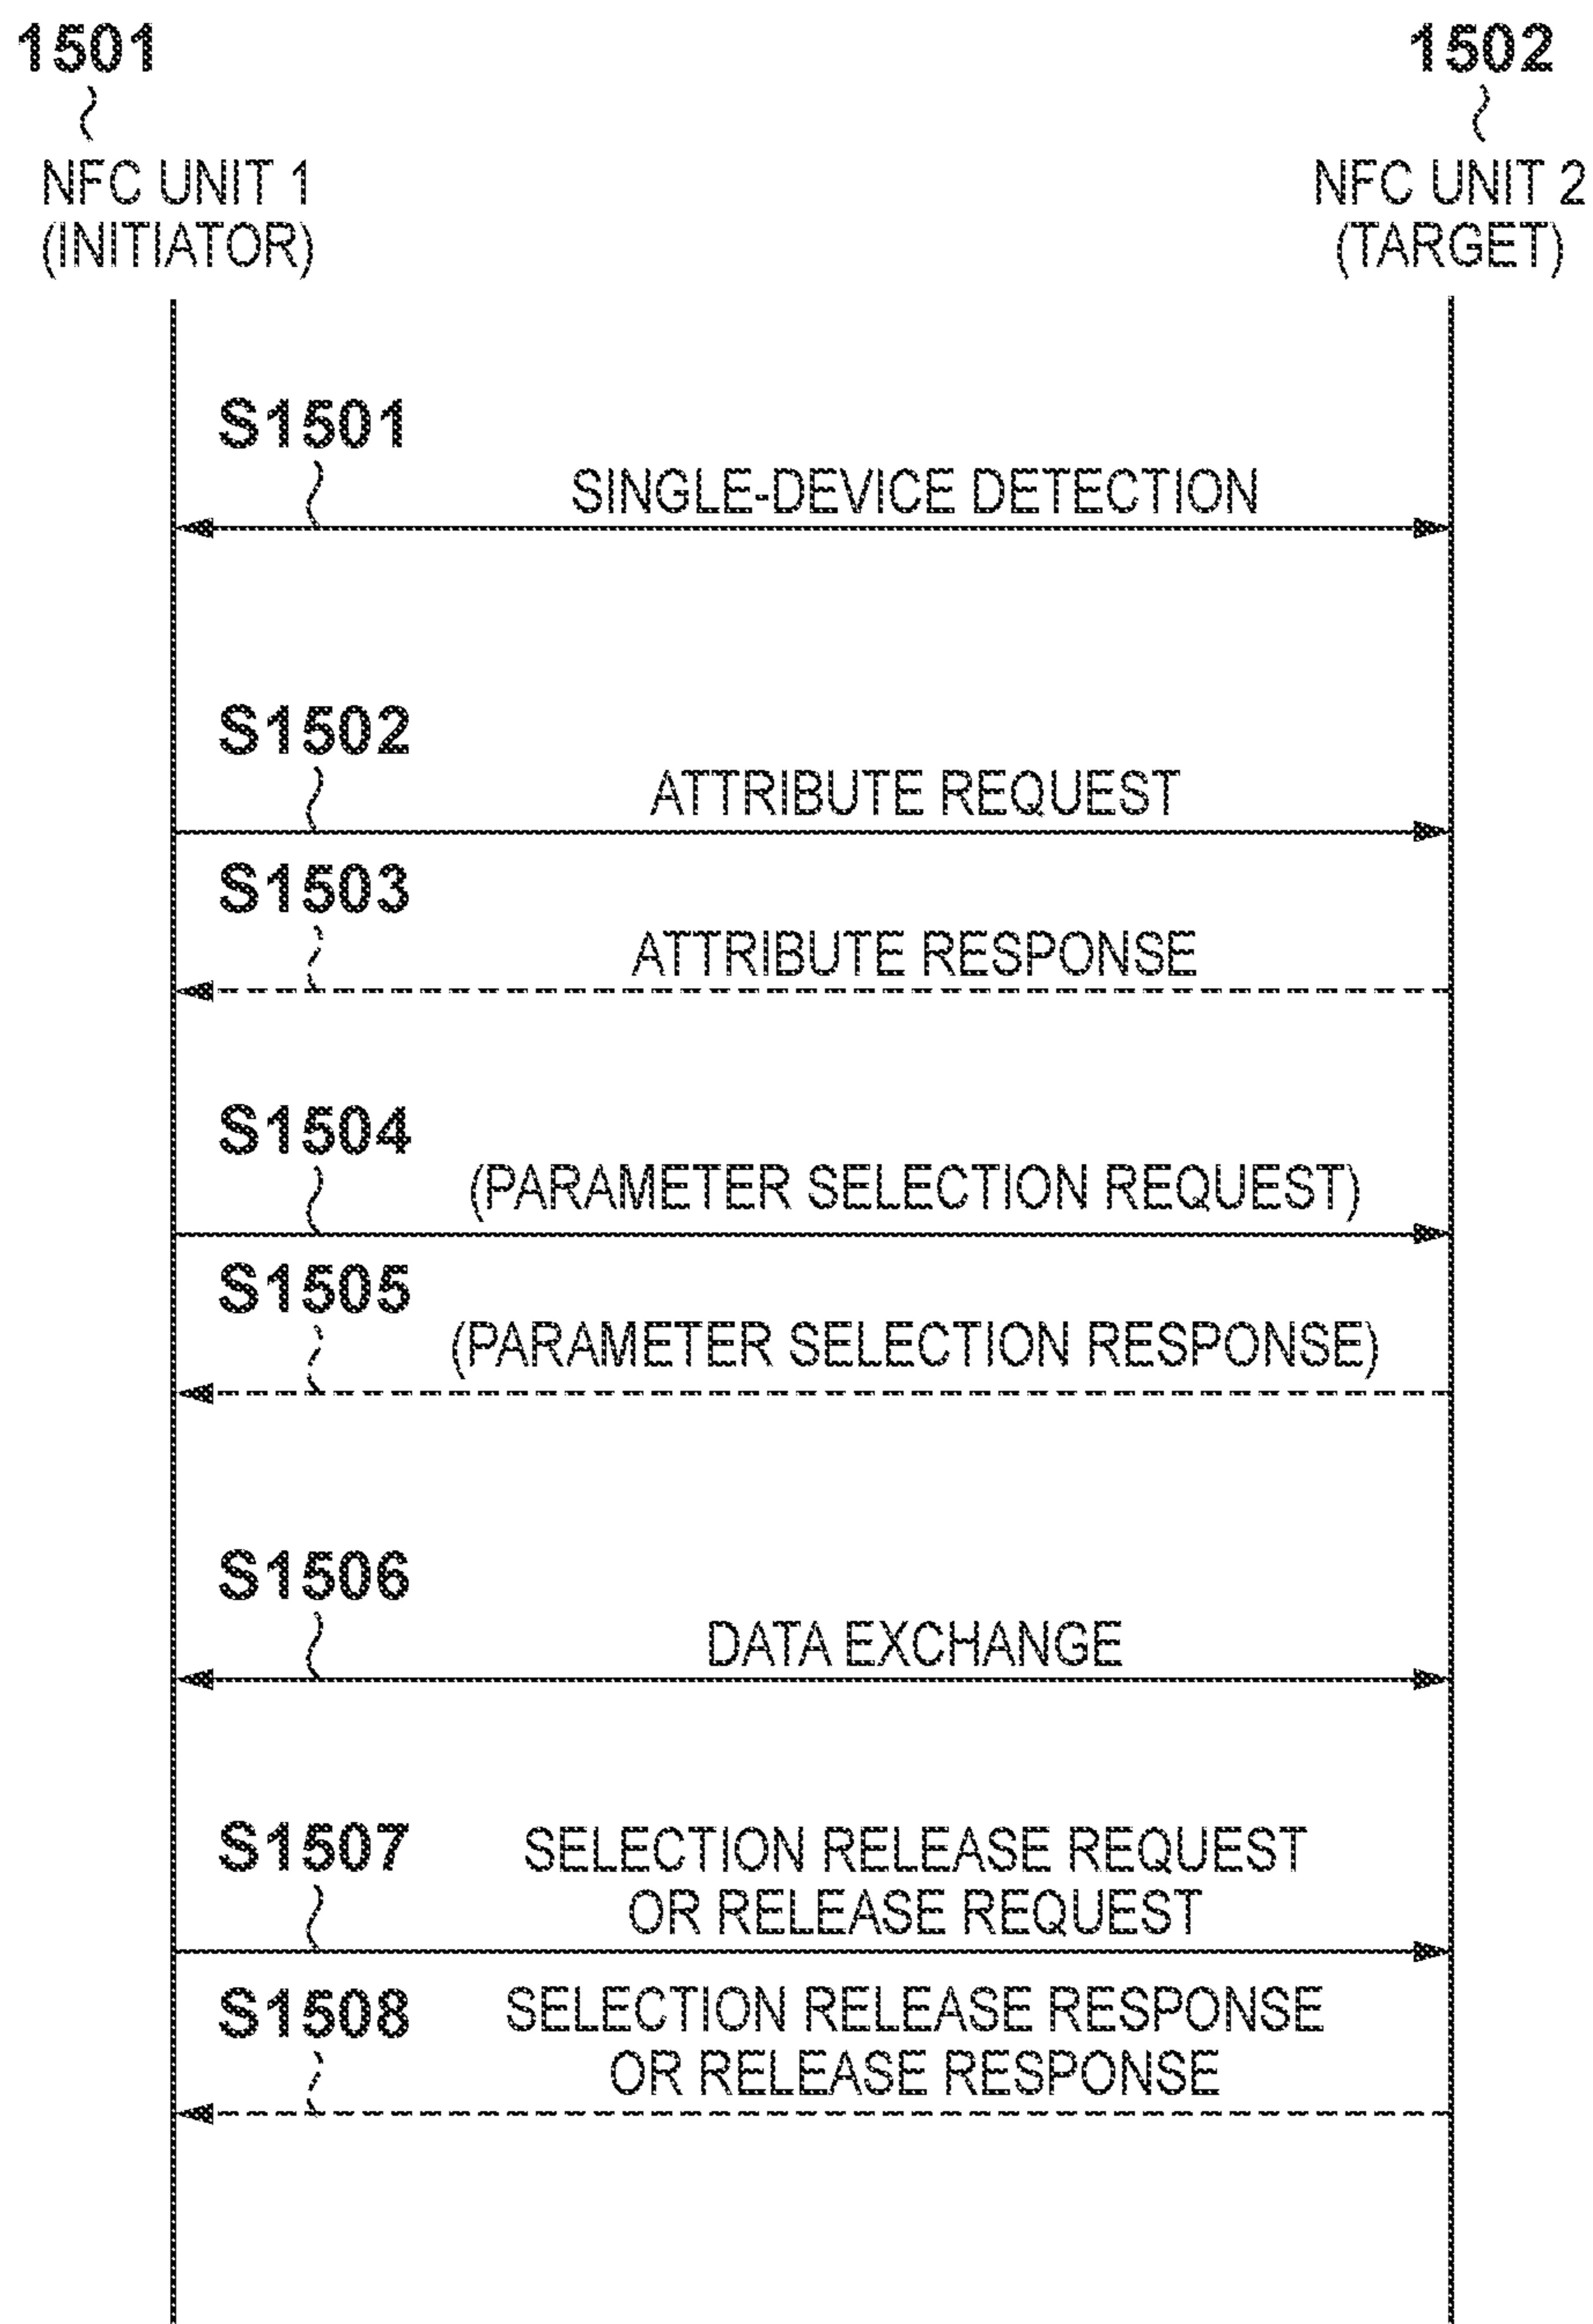 1501
1502
NFC UNIT 1
(INITIATOR)
NFC UNIT 2
(TARGET)
S1501
SINGLE-DEVICE DETECTION
S1502
ATTRIBUTE REQUEST
S1503
ATTRIBUTE RESPONSE
S1504
(PARAMETER SELECTION REQUEST)
S1505
(PARAMETER SELECTION RESPONSE)
S1506
DATA EXCHANGE
S1507
SELECTION RELEASE REQUEST
OR RELEASE REQUEST
S1508
SELECTION RELEASE RESPONSE
OR RELEASE RESPONSE